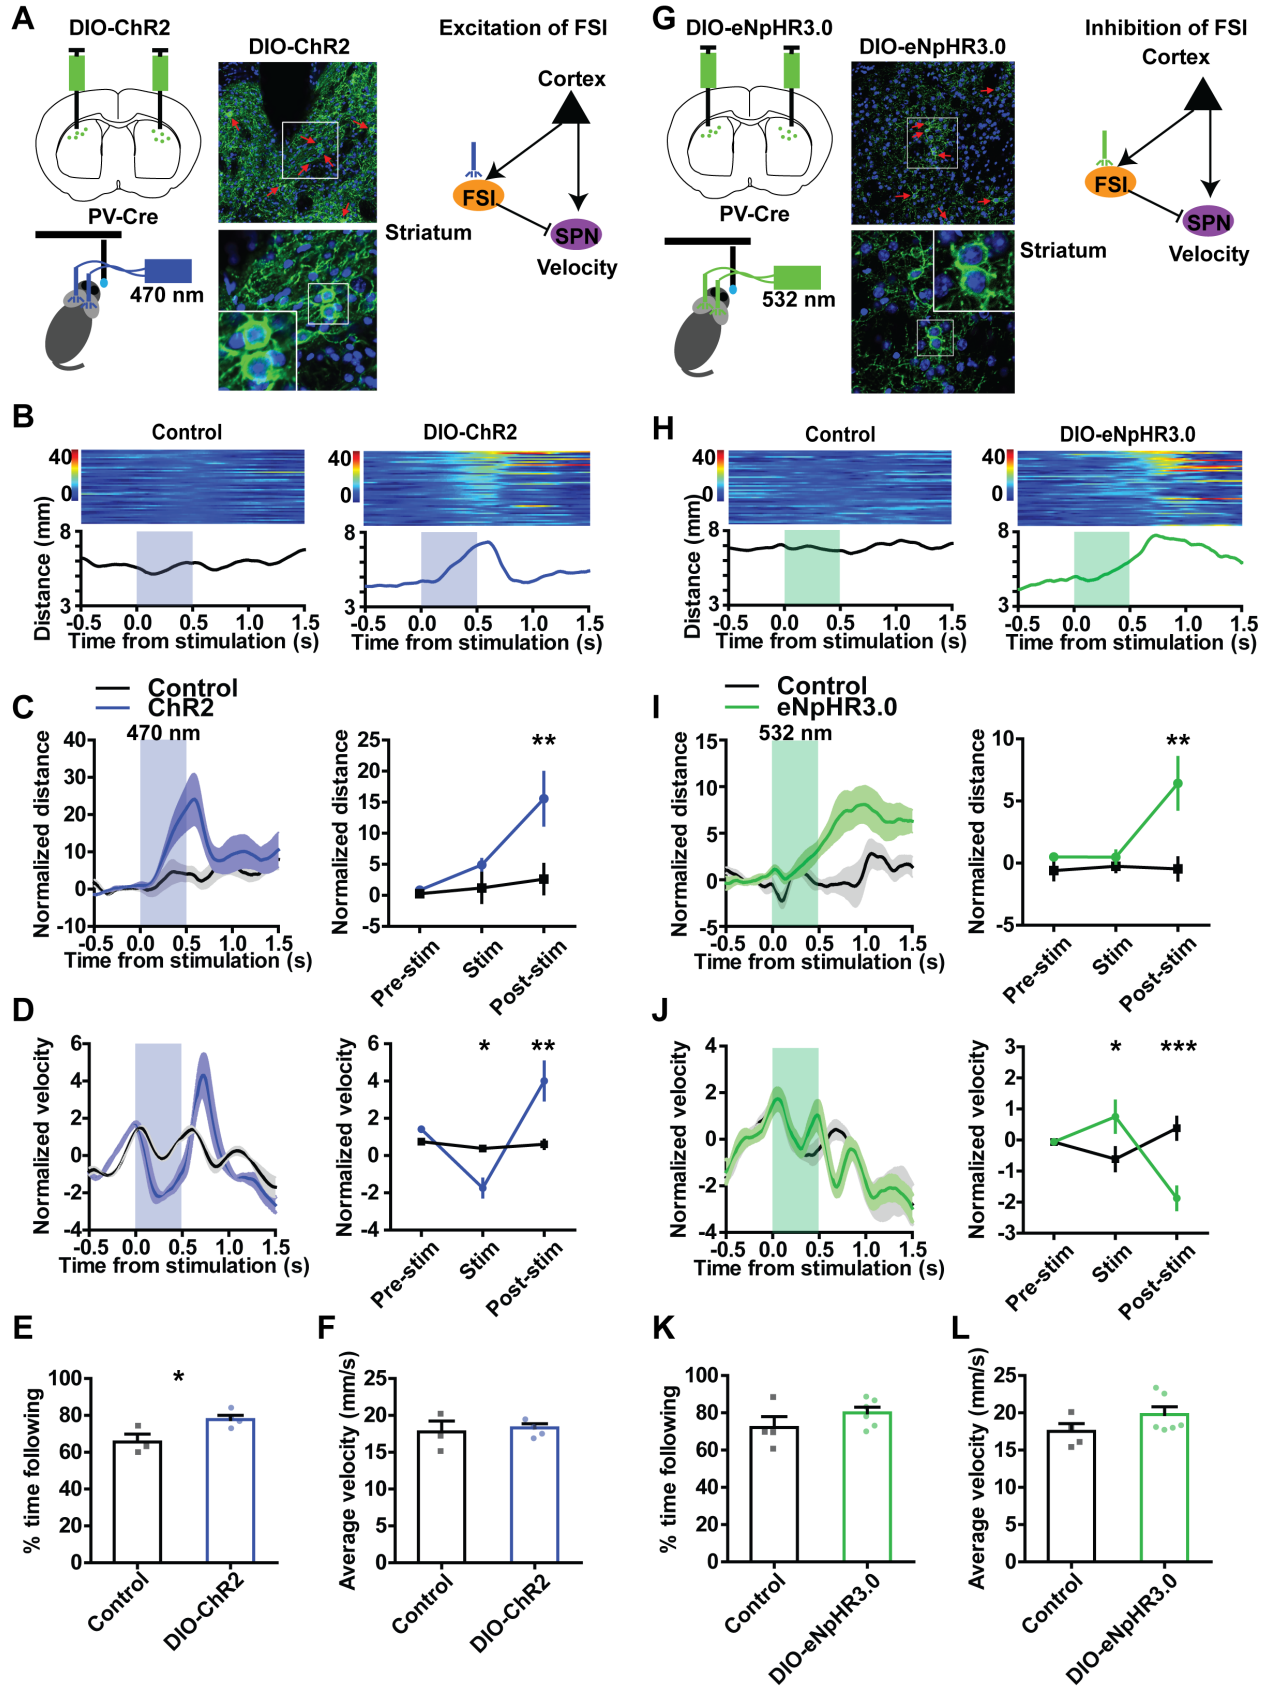 A
DIO-ChR2
DIO-ChR2
Excitation of FSI
Cortex
FSI
SPN
PV-Cre
Striatum
Velocity
470 nm
G
DIO-eNpHR3.0
DIO-eNpHR3.0
Inhibition of FSI
Cortex
FSI
SPN
PV-Cre
Striatum
Velocity
532 nm
B
Control
DIO-ChR2
40
0
40
0
Distance (mm)
8
3
8
3
-0.5 0.0 0.5 1.0 1.5
-0.5 0.0 0.5 1.0 1.5
Time from stimulation (s)
Time from stimulation (s)
H
Control
DIO-eNpHR3.0
40
0
40
0
Distance (mm)
8
3
8
3
-0.5 0.0 0.5 1.0 1.5
-0.5 0.0 0.5 1.0 1.5
Time from stimulation (s)
Time from stimulation (s)
C
Control
ChR2
470 nm
Normalized distance
40
30
20
10
0
-10
-0.5 0.0 0.5 1.0 1.5
Time from stimulation (s)
Normalized distance
25
20
15
10
5
0
-5
**
Pre-stim
Stim
Post-stim
I
Control
eNpHR3.0
532 nm
Normalized distance
15
10
5
0
-5
-0.5 0.0 0.5 1.0 1.5
Time from stimulation (s)
Normalized distance
10
5
0
-5
**
Pre-stim
Stim
Post-stim
D
Normalized velocity
6
4
2
0
-2
-4
-0.5 0.0 0.5 1.0 1.5
Time from stimulation (s)
Normalized velocity
6
4
2
0
-2
-4
* **
Pre-stim
Stim
Post-stim
J
Normalized velocity
4
2
0
-2
-4
-0.5 0.0 0.5 1.0 1.5
Time from stimulation (s)
Normalized velocity
3
2
1
0
-1
-2
-3
* ***
Pre-stim
Stim
Post-stim
E
% time following
100
80
60
40
20
0
*
Control
DIO-ChR2
F
Average velocity (mm/s)
25
20
15
10
5
0
Control
DIO-ChR2
K
% time following
100
80
60
40
20
0
Control
DIO-eNpHR3.0
L
Average velocity (mm/s)
25
20
15
10
5
0
Control
DIO-eNpHR3.0